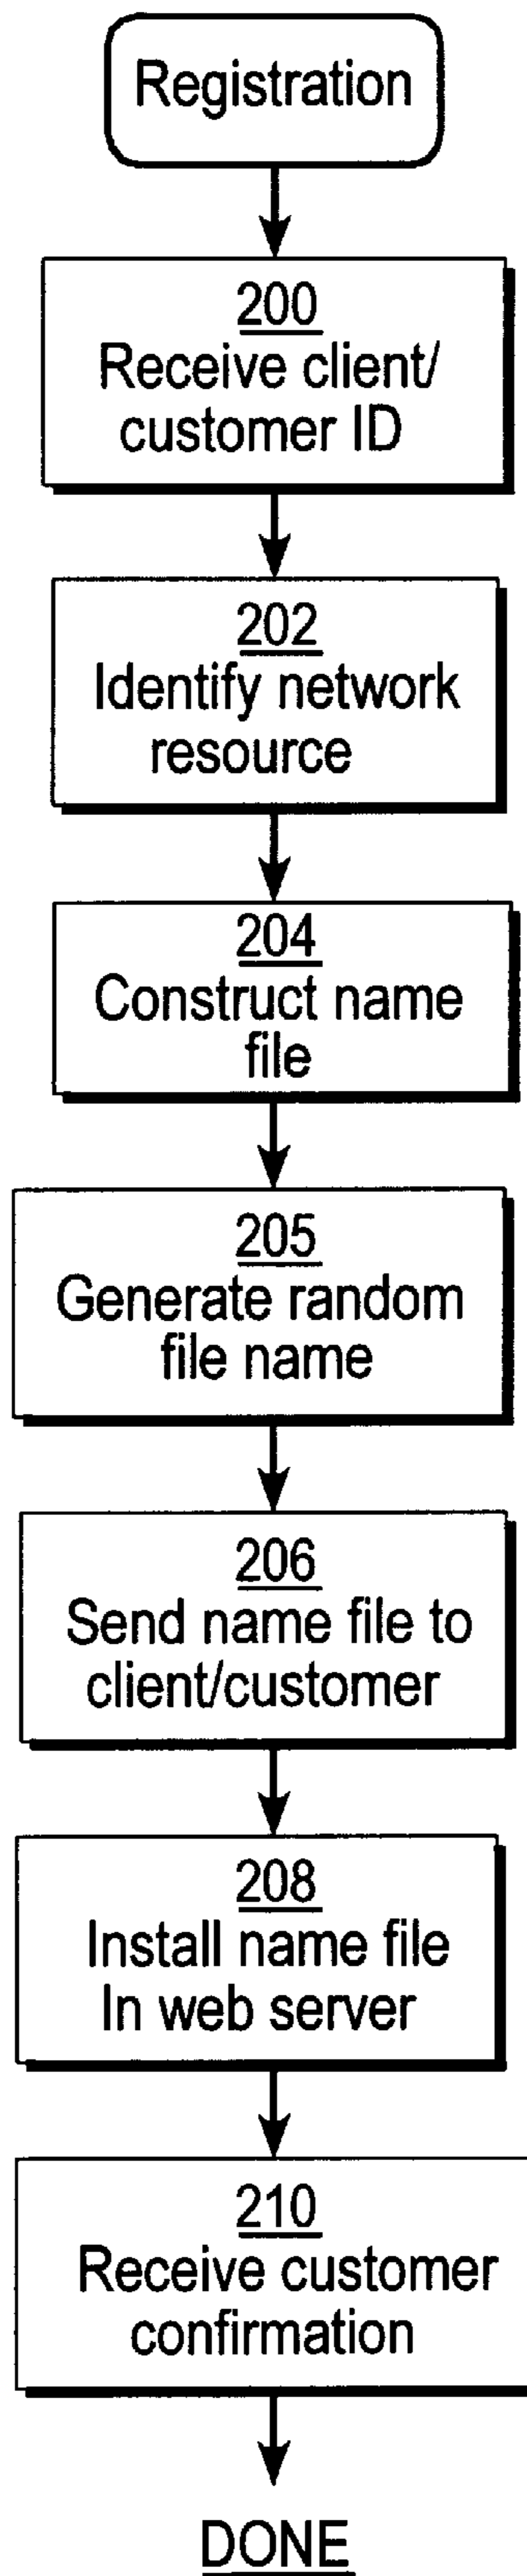 Registration
200
Receive client/
customer ID
202
Identify network
resource
204
Construct name
file
205
Generate random
file name
206
Send name file to
client/customer
208
Install name file
In web server
210
Receive customer
confirmation
DONE